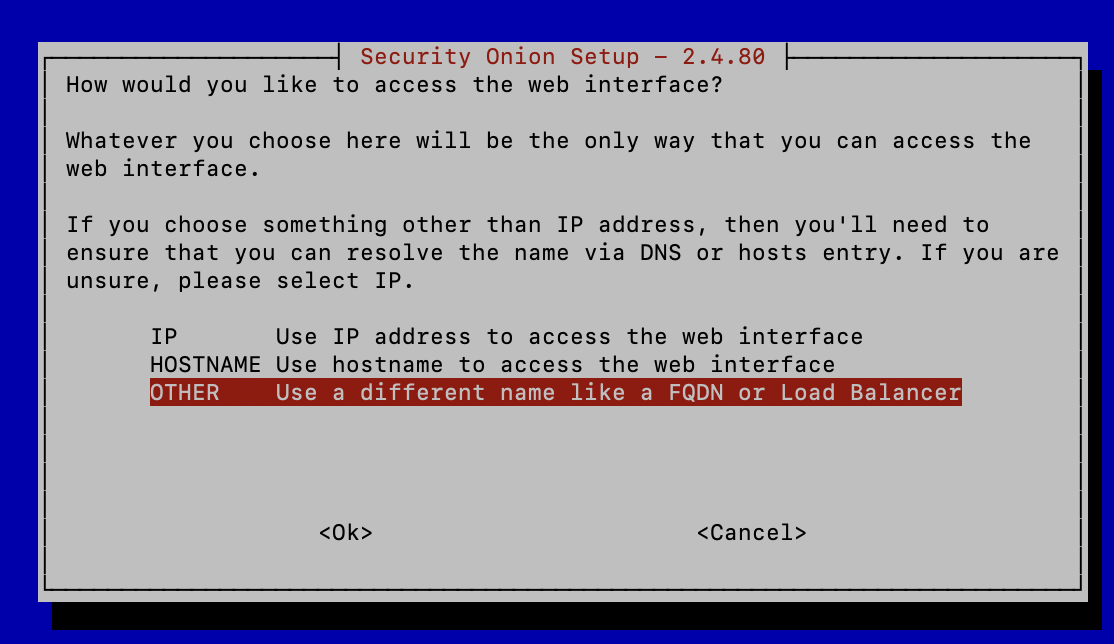 Security Onion Setup - 2.4.80
How would you like to access the web interface?
Whatever you choose here will be the only way that you can access the
web interface.
If you choose something other than IP address, then you'll need to
ensure that you can resolve the name via DNS or hosts entry. If you are
unsure, please select IP.
IP Use IP address to access the web interface
HOSTNAME Use hostname to access the web interface
OTHER Use a different name like a FQDN or Load Balancer
<Ok> <Cancel>